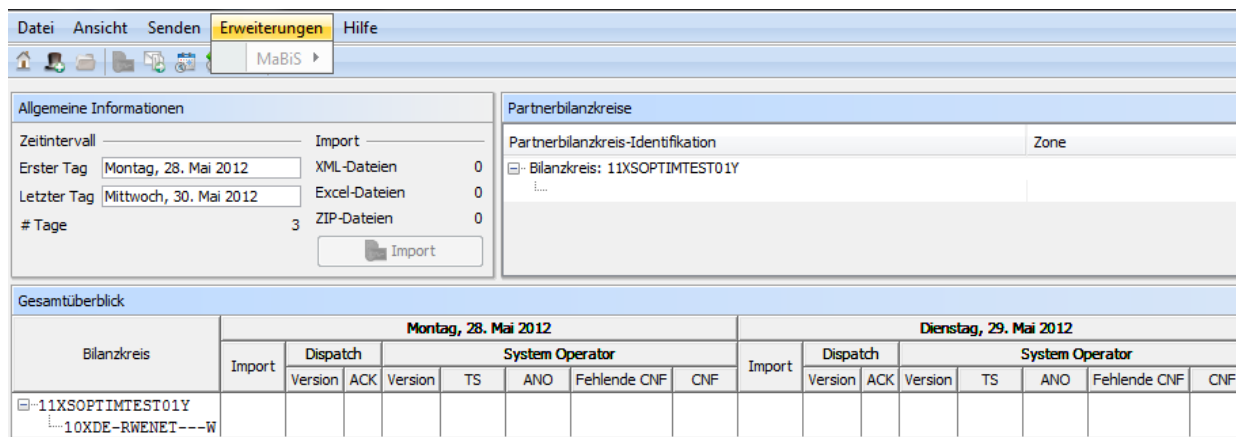 Datei Ansicht Senden Erweiterungen Hilfe
MaBiS
Allgemeine Informationen
Zeitintervall
Erster Tag Montag, 28. Mai 2012
Letzter Tag Mittwoch, 30. Mai 2012
# Tage 3
Import
XML-Dateien 0
Excel-Dateien 0
ZIP-Dateien 0
Import
Partnerbilanzkreise
Partnerbilanzkreis-Identifikation Zone
Bilanzkreis: 11XSOPTIMTEST01Y
Gesamtüberblick
Montag, 28. Mai 2012 Dienstag, 29. Mai 2012
Bilanzkreis Import Dispatch System Operator Import Dispatch System Operator
Version ACK Version TS ANO Fehlende CNF CNF Version ACK Version TS ANO Fehlende CNF CNF
11XSOPTIMTEST01Y
10XDE-RWENET---W